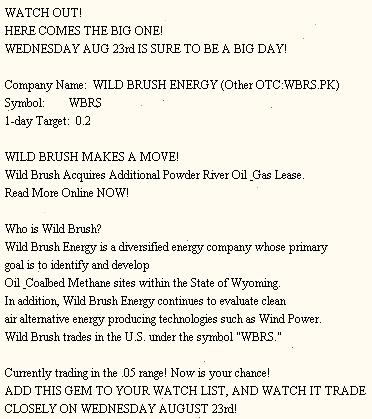 WATCH OUT!
HERE COMES THE BIG ONE!
WEDNESDAY AUG 23rd IS SURE TO BE A BIG DAY!
Company Name: WILD BRUSH ENERGY (Other OTC:WBRS.PK)
Symbol: WBRS
1-day Target: 0.2
WILD BRUSH MAKES A MOVE!
Wild Brush Acquires Additional Powder River Oil _Gas Lease.
Read More Online NOW!
Who is Wild Brush?
Wild Brush Energy is a diversified energy company whose primary
goal is to identify and develop
Oil _Coalbed Methane sites within the State of Wyoming.
In addition, Wild Brush Energy continues to evaluate clean
air alternative energy producing technologies such as Wind Power.
Wild Brush trades in the U.S. under the symbol "WBRS."
Currently trading in the .05 range! Now is your chance!
ADD THIS GEM TO YOUR WATCH LIST, AND WATCH IT TRADE
CLOSELY ON WEDNESDAY AUGUST 23rd!